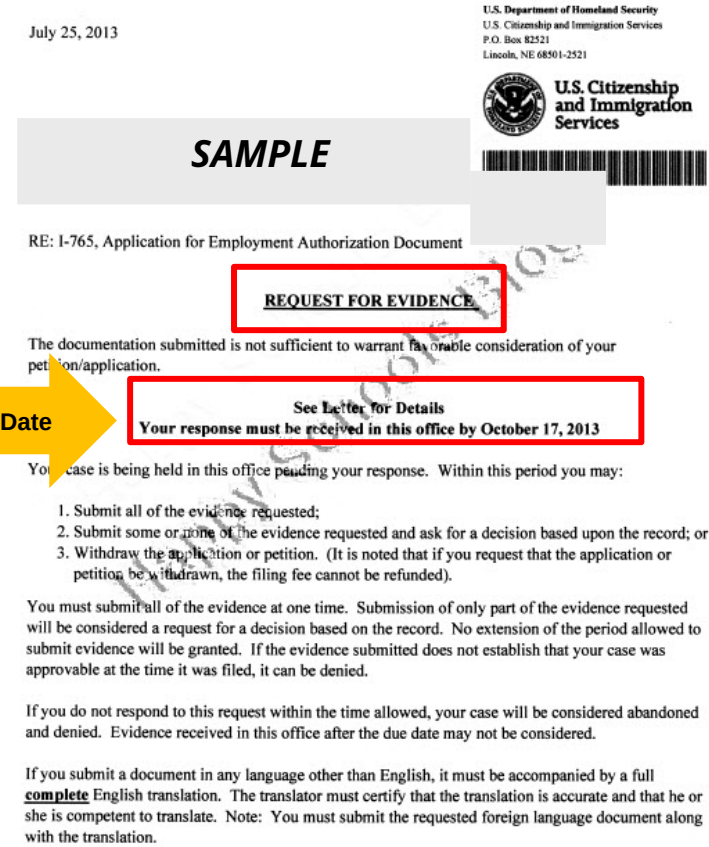 U.S. Department of Homeland Security
U.S. Citizenship and Immigration Services
P.O. Box 82521
Lincoln, NE 68501-2521
July 25, 2013
U.S. Citizenship
and Immigration
Services
SAMPLE
RE: I-765, Application for Employment Authorization Document
REQUEST FOR EVIDENCE
The documentation submitted is not sufficient to warrant favorable consideration of your
petition/application.
See Letter for Details
Date
Your response must be received in this office by October 17, 2013
Your case is being held in this office pending your response. Within this period you may:
1. Submit all of the evidence requested;
2. Submit some or none of the evidence requested and ask for a decision based upon the record; or
3. Withdraw the application or petition. (It is noted that if you request that the application or
petition be withdrawn, the filing fee cannot be refunded).
You must submit all of the evidence at one time. Submission of only part of the evidence requested
will be considered a request for a decision based on the record. No extension of the period allowed to
submit evidence will be granted. If the evidence submitted does not establish that your case was
approvable at the time it was filed, it can be denied.
If you do not respond to this request within the time allowed, your case will be considered abandoned
and denied. Evidence received in this office after the due date may not be considered.
If you submit a document in any language other than English, it must be accompanied by a full
complete English translation. The translator must certify that the translation is accurate and that he or
she is competent to translate. Note: You must submit the requested foreign language document along
with the translation.
Happy Schools Blog